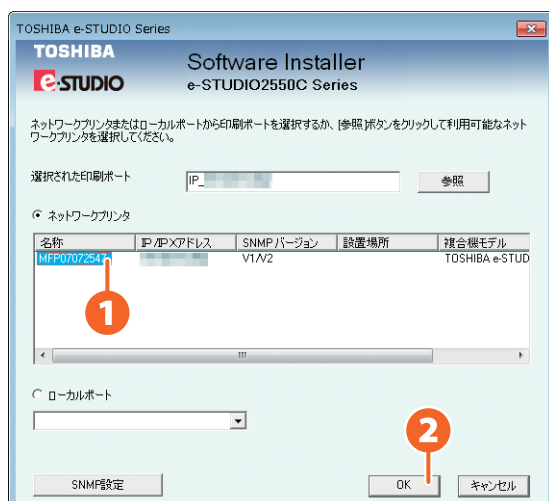 TOSHIBA e-STUDIO Series
TOSHIBA
e-STUDIO
Software Installer
e-STUDIO2550C Series
ネットワークプリンタまたはローカルポートから印刷ポートを選択するか、[参照]ボタンをクリックして利用可能なネット
ワークプリンタを選択してください。
選択された印刷ポート
IP_
参照
ネットワークプリンタ
名称 IP/IPXアドレス SNMPバージョン 設置場所 複合機モデル
MFP07072547 V1/V2 TOSHIBA e-STUD
1
ローカルポート
2
SNMP設定 OK キャンセル